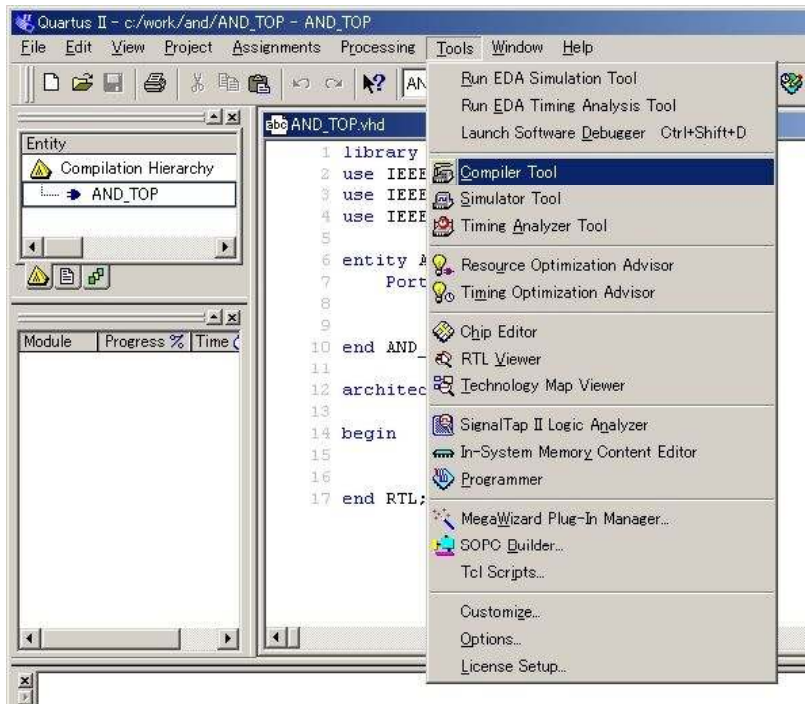 Quartus II - c:/work/and/AND_TOP - AND_TOP
File Edit View Project Assignments Processing Tools Window Help
AN
Entity
Compilation Hierarchy
AND_TOP
Module Progress % Time
abc AND_TOP.vhd
1 library
2 use IEEE
3 use IEEE
4 use IEEE
5
6 entity A
7 Port
8
9
10 end AND_
11
12 architec
13
14 begin
15
16
17 end RTL;
Run EDA Simulation Tool
Run EDA Timing Analysis Tool
Launch Software Debugger Ctrl+Shift+D
Compiler Tool
Simulator Tool
Timing Analyzer Tool
Resource Optimization Advisor
Timing Optimization Advisor
Chip Editor
RTL Viewer
Technology Map Viewer
SignalTap II Logic Analyzer
In-System Memory Content Editor
Programmer
MegaWizard Plug-In Manager...
SOPC Builder...
Tcl Scripts...
Customize...
Options...
License Setup...